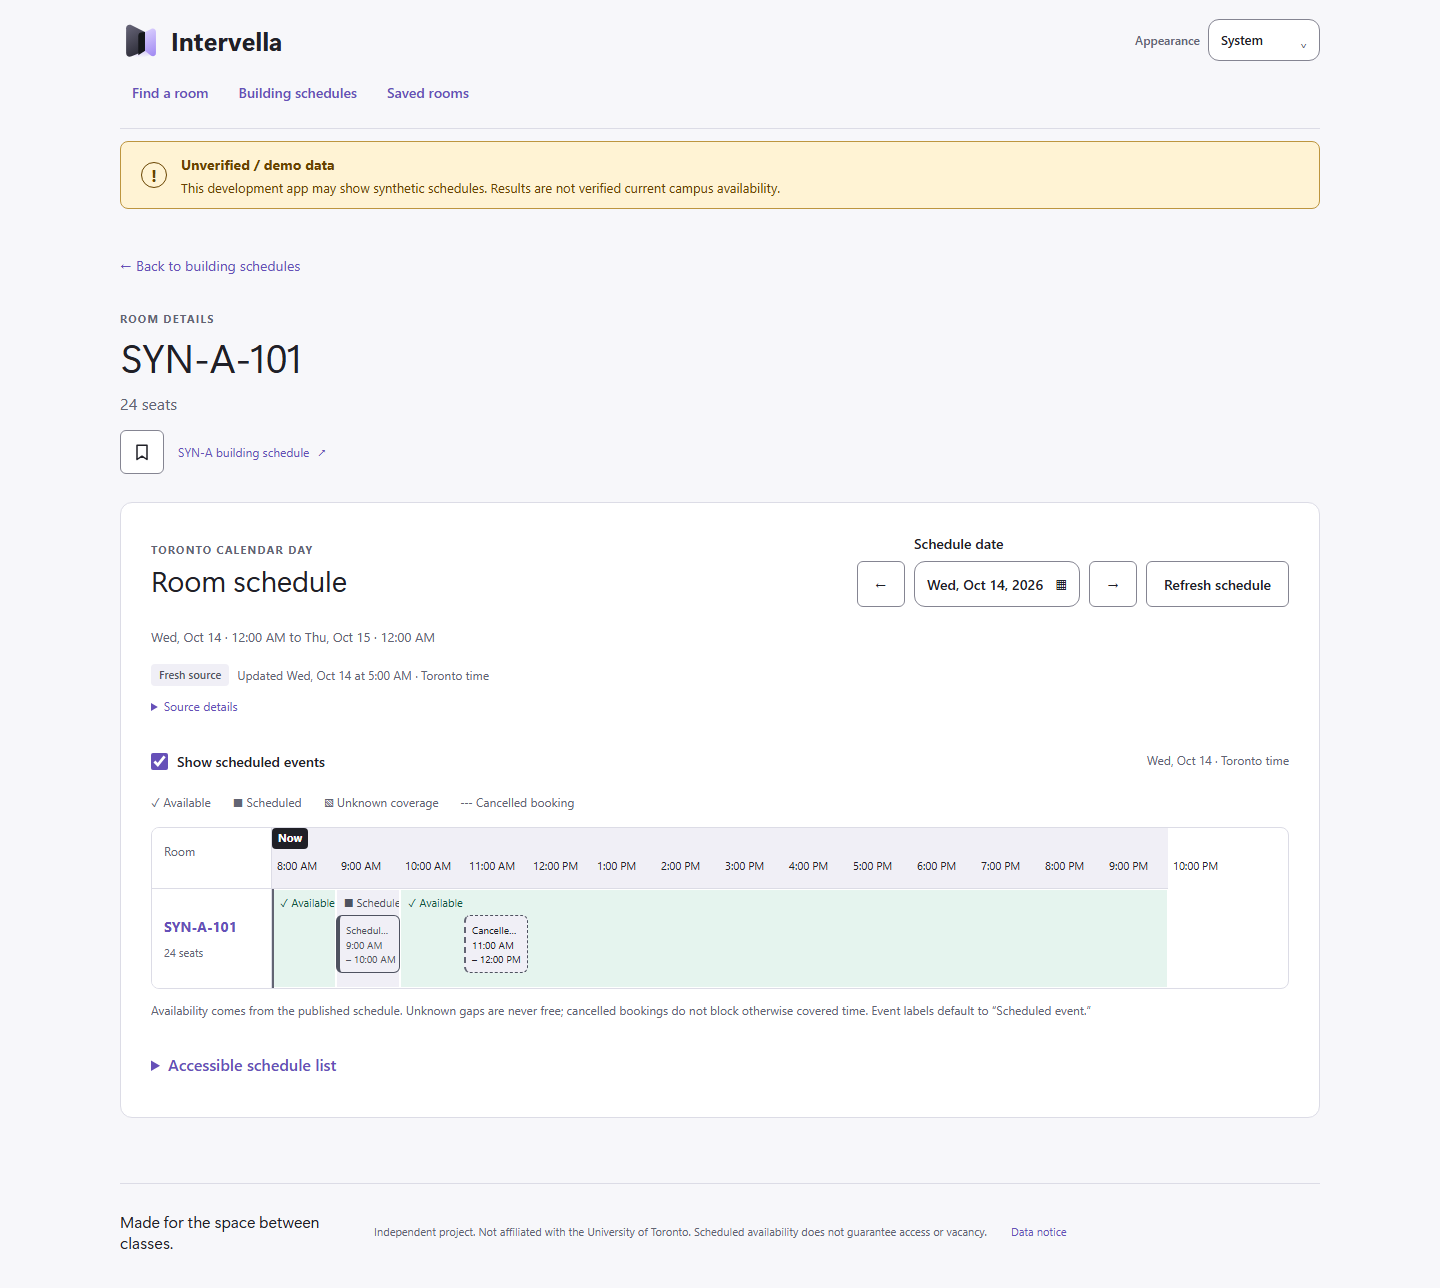 Intervella
Appearance System
Find a room Building schedules Saved rooms
! Unverified / demo data
This development app may show synthetic schedules. Results are not verified current campus availability.
← Back to building schedules
ROOM DETAILS
SYN-A-101
24 seats
SYN-A building schedule ↗
TORONTO CALENDAR DAY
Room schedule
Schedule date
← Wed, Oct 14, 2026 → Refresh schedule
Wed, Oct 14 · 12:00 AM to Thu, Oct 15 · 12:00 AM
Fresh source Updated Wed, Oct 14 at 5:00 AM · Toronto time
Source details
Show scheduled events
Wed, Oct 14 · Toronto time
✓ Available ■ Scheduled ▧ Unknown coverage --- Cancelled booking
Now
Room
8:00 AM 9:00 AM 10:00 AM 11:00 AM 12:00 PM 1:00 PM 2:00 PM 3:00 PM 4:00 PM 5:00 PM 6:00 PM 7:00 PM 8:00 PM 9:00 PM 10:00 PM
SYN-A-101
24 seats
✓ Available ■ Schedule ✓ Available
Schedul...
9:00 AM
– 10:00 AM
Cancelle...
11:00 AM
– 12:00 PM
Availability comes from the published schedule. Unknown gaps are never free; cancelled bookings do not block otherwise covered time. Event labels default to “Scheduled event.”
Accessible schedule list
Made for the space between
classes.
Independent project. Not affiliated with the University of Toronto. Scheduled availability does not guarantee access or vacancy. Data notice